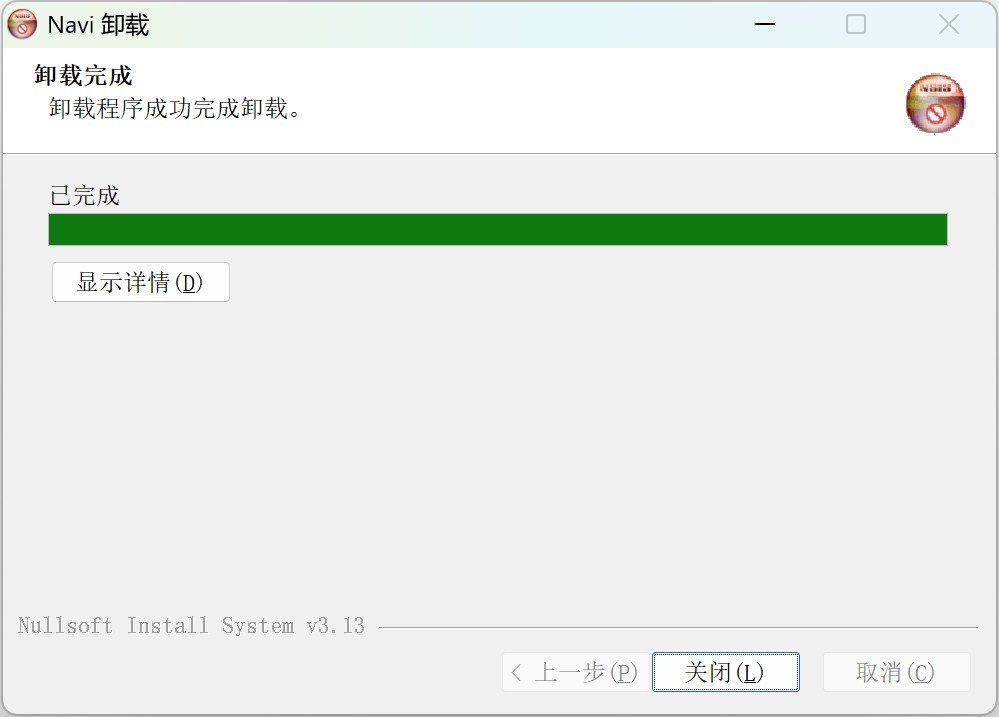 Navi 卸载
卸载完成
卸载程序成功完成卸载。
已完成
显示详情(D)
Nullsoft Install System v3.13
< 上一步(P)
关闭(L)
取消(C)